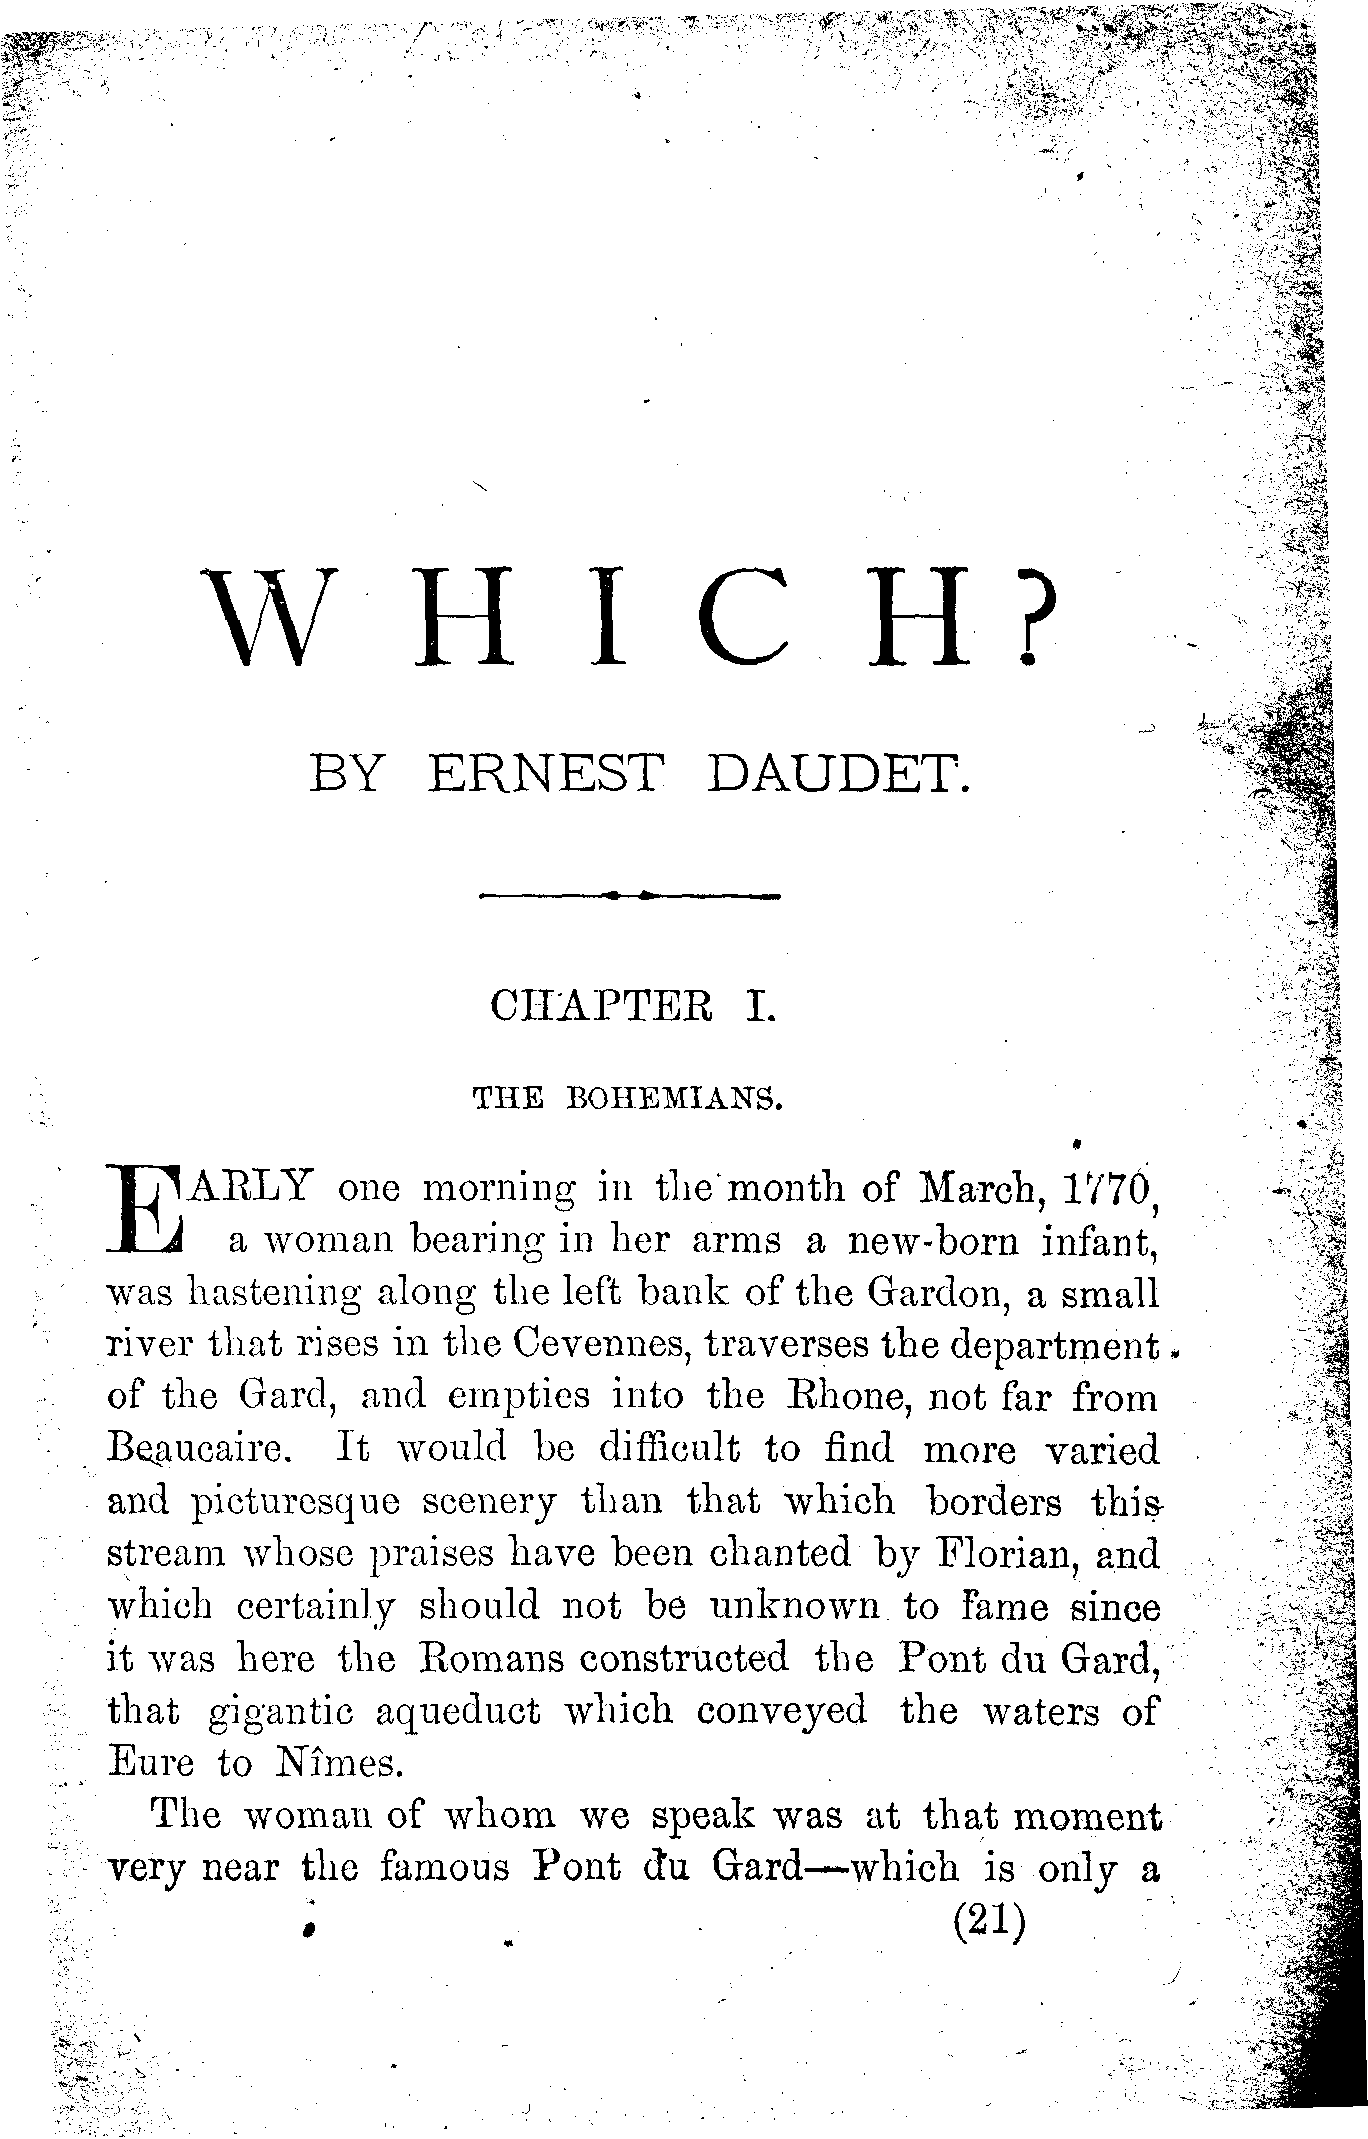 WHICH?
BY ERNEST DAUDET.
CHAPTER I.
THE BOHEMIANS.
EARLY one morning in the month of March, 1770,
a woman bearing in her arms a new-born infant,
was hastening along the left bank of the Gardon, a small
river that rises in the Cevennes, traverses the department
of the Gard, and empties into the Rhone, not far from
Beaucaire. It would be difficult to find more varied
and picturesque scenery than that which borders this
stream whose praises have been chanted by Florian, and
which certainly should not be unknown to fame since
it was here the Romans constructed the Pont du Gard,
that gigantic aqueduct which conveyed the waters of
Eure to Nîmes.
The woman of whom we speak was at that moment
very near the famous Pont du Gard—which is only a
(21)